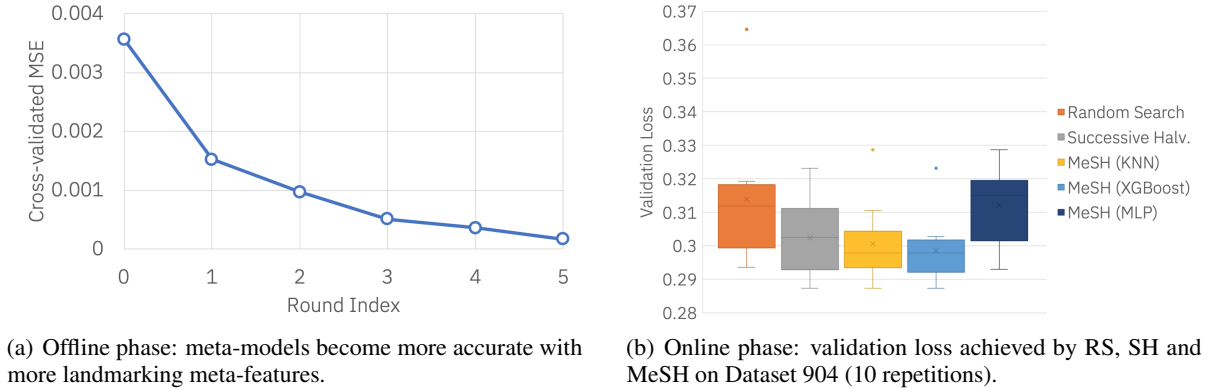 0.004
0.003
0.002
0.001
0
Cross-validated MSE
0
1
2
3
4
5
Round Index
(a) Offline phase: meta-models become more accurate with
more landmarking meta-features.
0.37
0.36
0.35
0.34
0.33
0.32
0.31
0.3
0.29
0.28
Validation Loss
Random Search
Successive Halv.
MeSH (KNN)
MeSH (XGBoost)
MeSH (MLP)
(b) Online phase: validation loss achieved by RS, SH and
MeSH on Dataset 904 (10 repetitions).